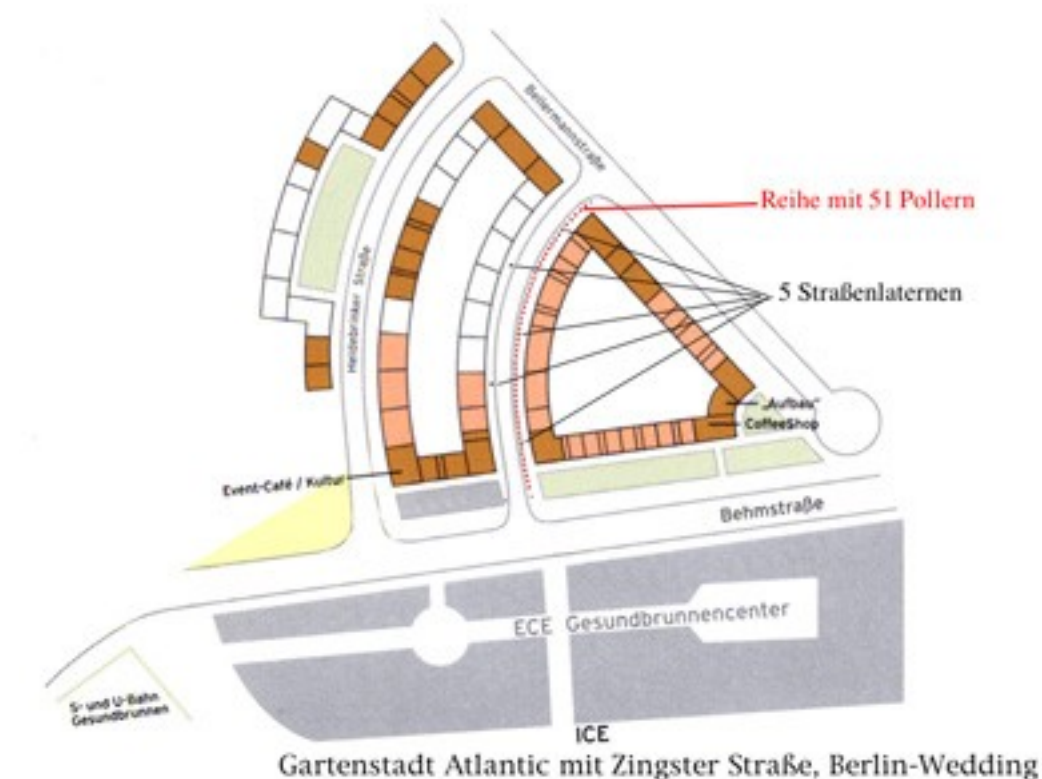 Bellermannstraße
Reihe mit 51 Pollern
Heidebrinker Straße
5 Straßenlaternen
„Aufbau“
CoffeeShop
Event-Café / Kultur
Behmstraße
ECE Gesundbrunnencenter
S- und U-Bahn
Gesundbrunnen
ICE
Gartenstadt Atlantic mit Zingster Straße, Berlin-Wedding